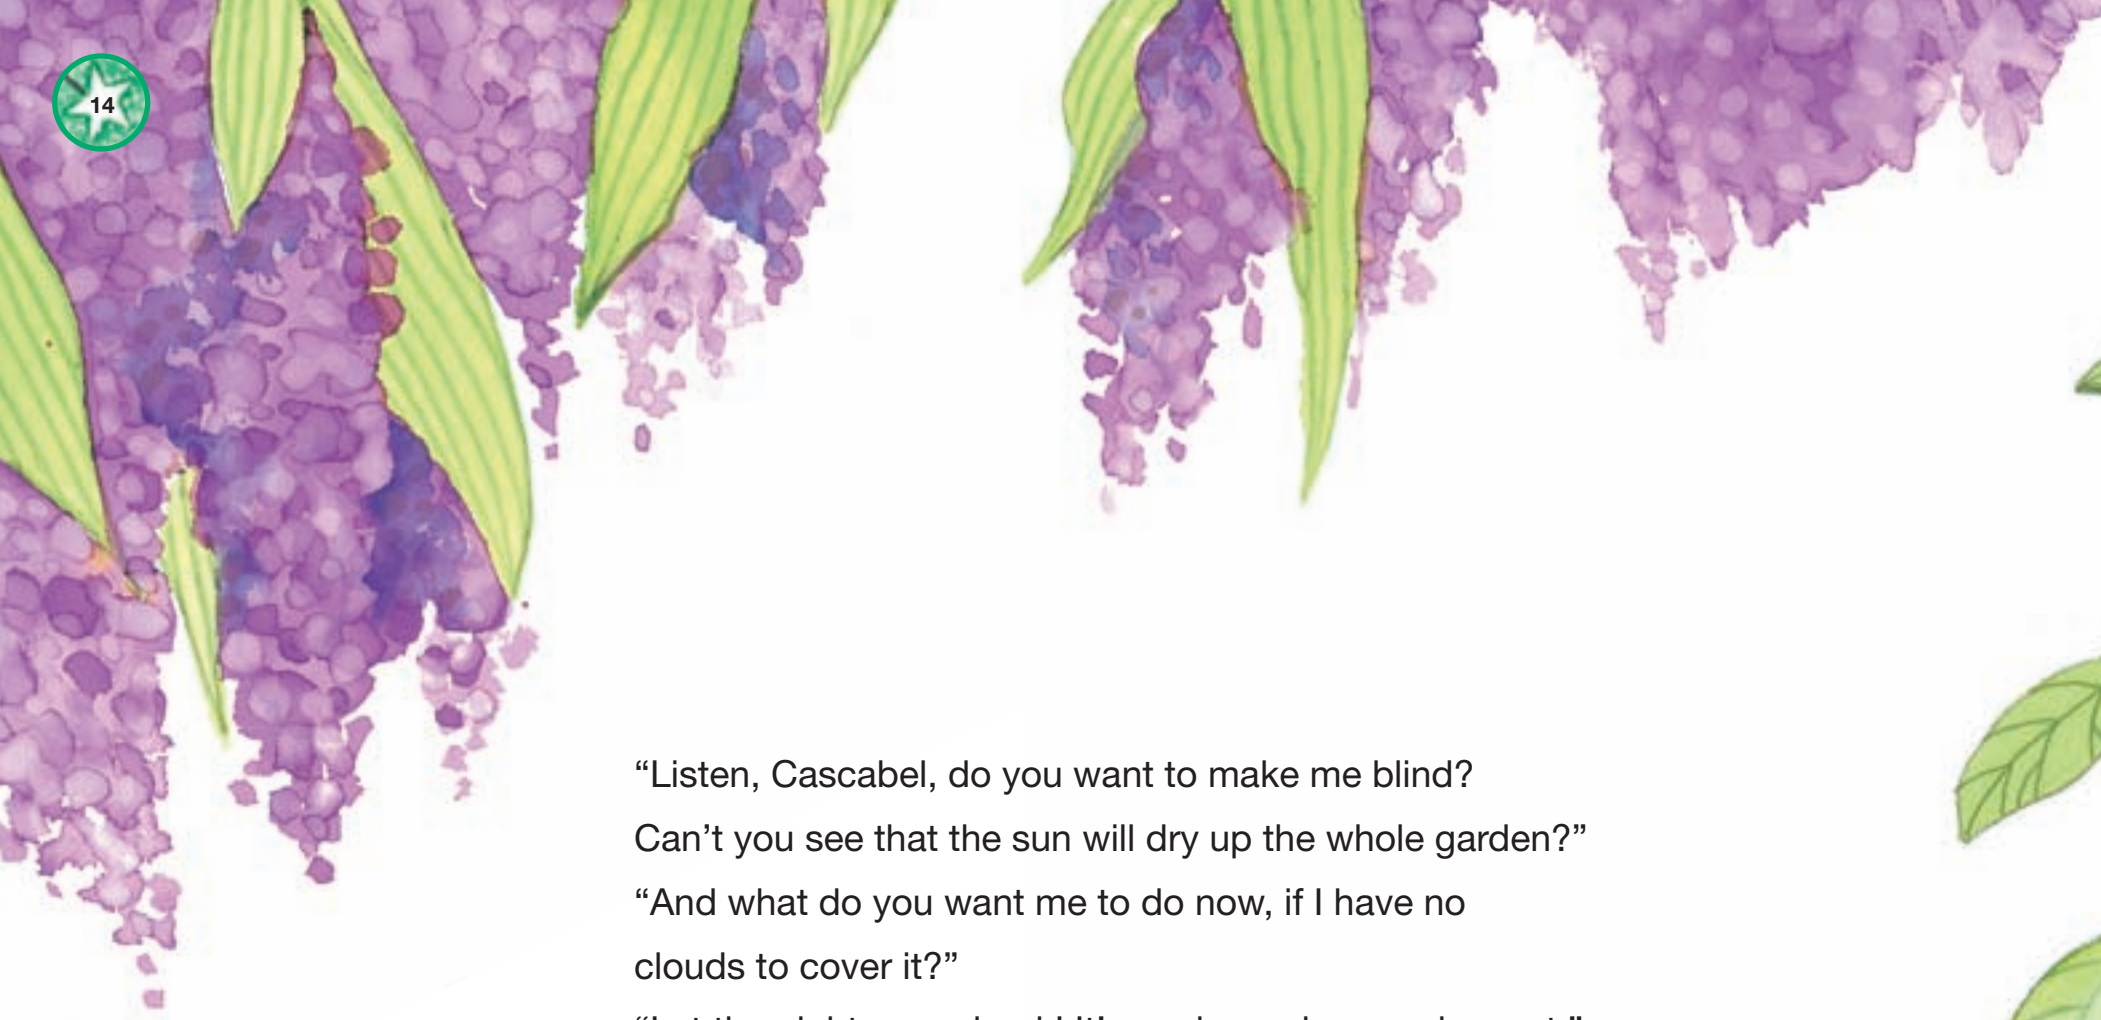 14
“Listen, Cascabel, do you want to make me blind?
Can’t you see that the sun will dry up the whole garden?”
“And what do you want me to do now, if I have no
clouds to cover it?”